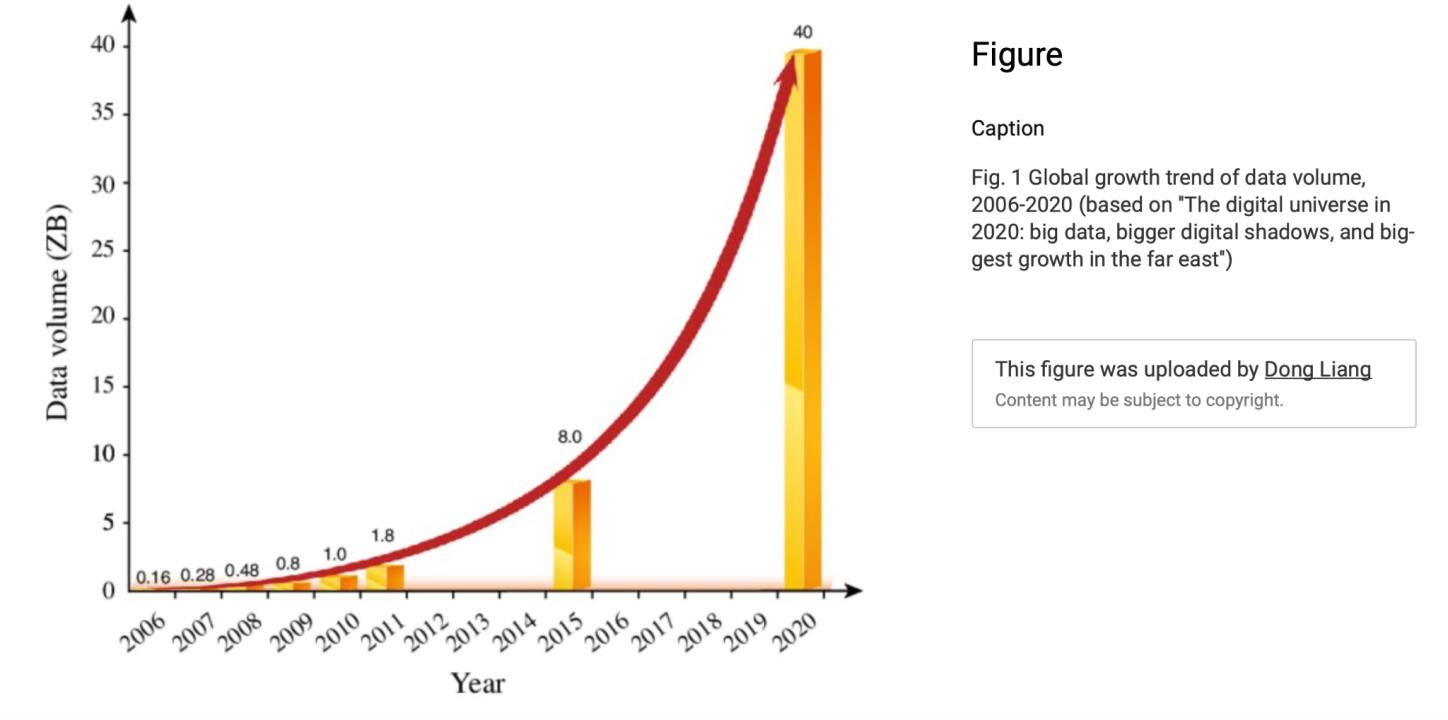 40
40
35
30
25
20
15
10
5
0
Data volume (ZB)
8.0
1.8
1.0
0.8
0.48
0.28
0.16
2006 2007 2008 2009 2010 2011 2012 2013 2014 2015 2016 2017 2018 2019 2020
Year
Figure
Caption
Fig. 1 Global growth trend of data volume,
2006-2020 (based on "The digital universe in
2020: big data, bigger digital shadows, and big-
gest growth in the far east")
This figure was uploaded by Dong Liang
Content may be subject to copyright.